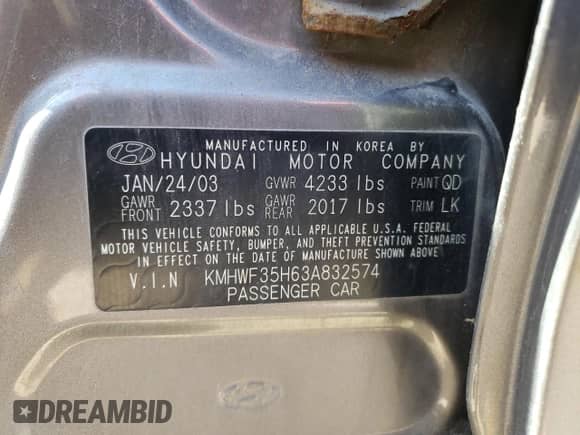 MANUFACTURED IN KOREA BY
HYUNDAI MOTOR COMPANY
JAN/24/03 GVWR 4233 lbs PAINT QD
GAWR FRONT 2337 lbs GAWR REAR 2017 lbs TRIM LK
THIS VEHICLE CONFORMS TO ALL APPLICABLE U.S.A. FEDERAL
MOTOR VEHICLE SAFETY, BUMPER, AND THEFT PREVENTION STANDARDS
IN EFFECT ON THE DATE OF MANUFACTURE SHOWN ABOVE.
V.I.N KMHWF35H63A832574
PASSENGER CAR
DREAMBID